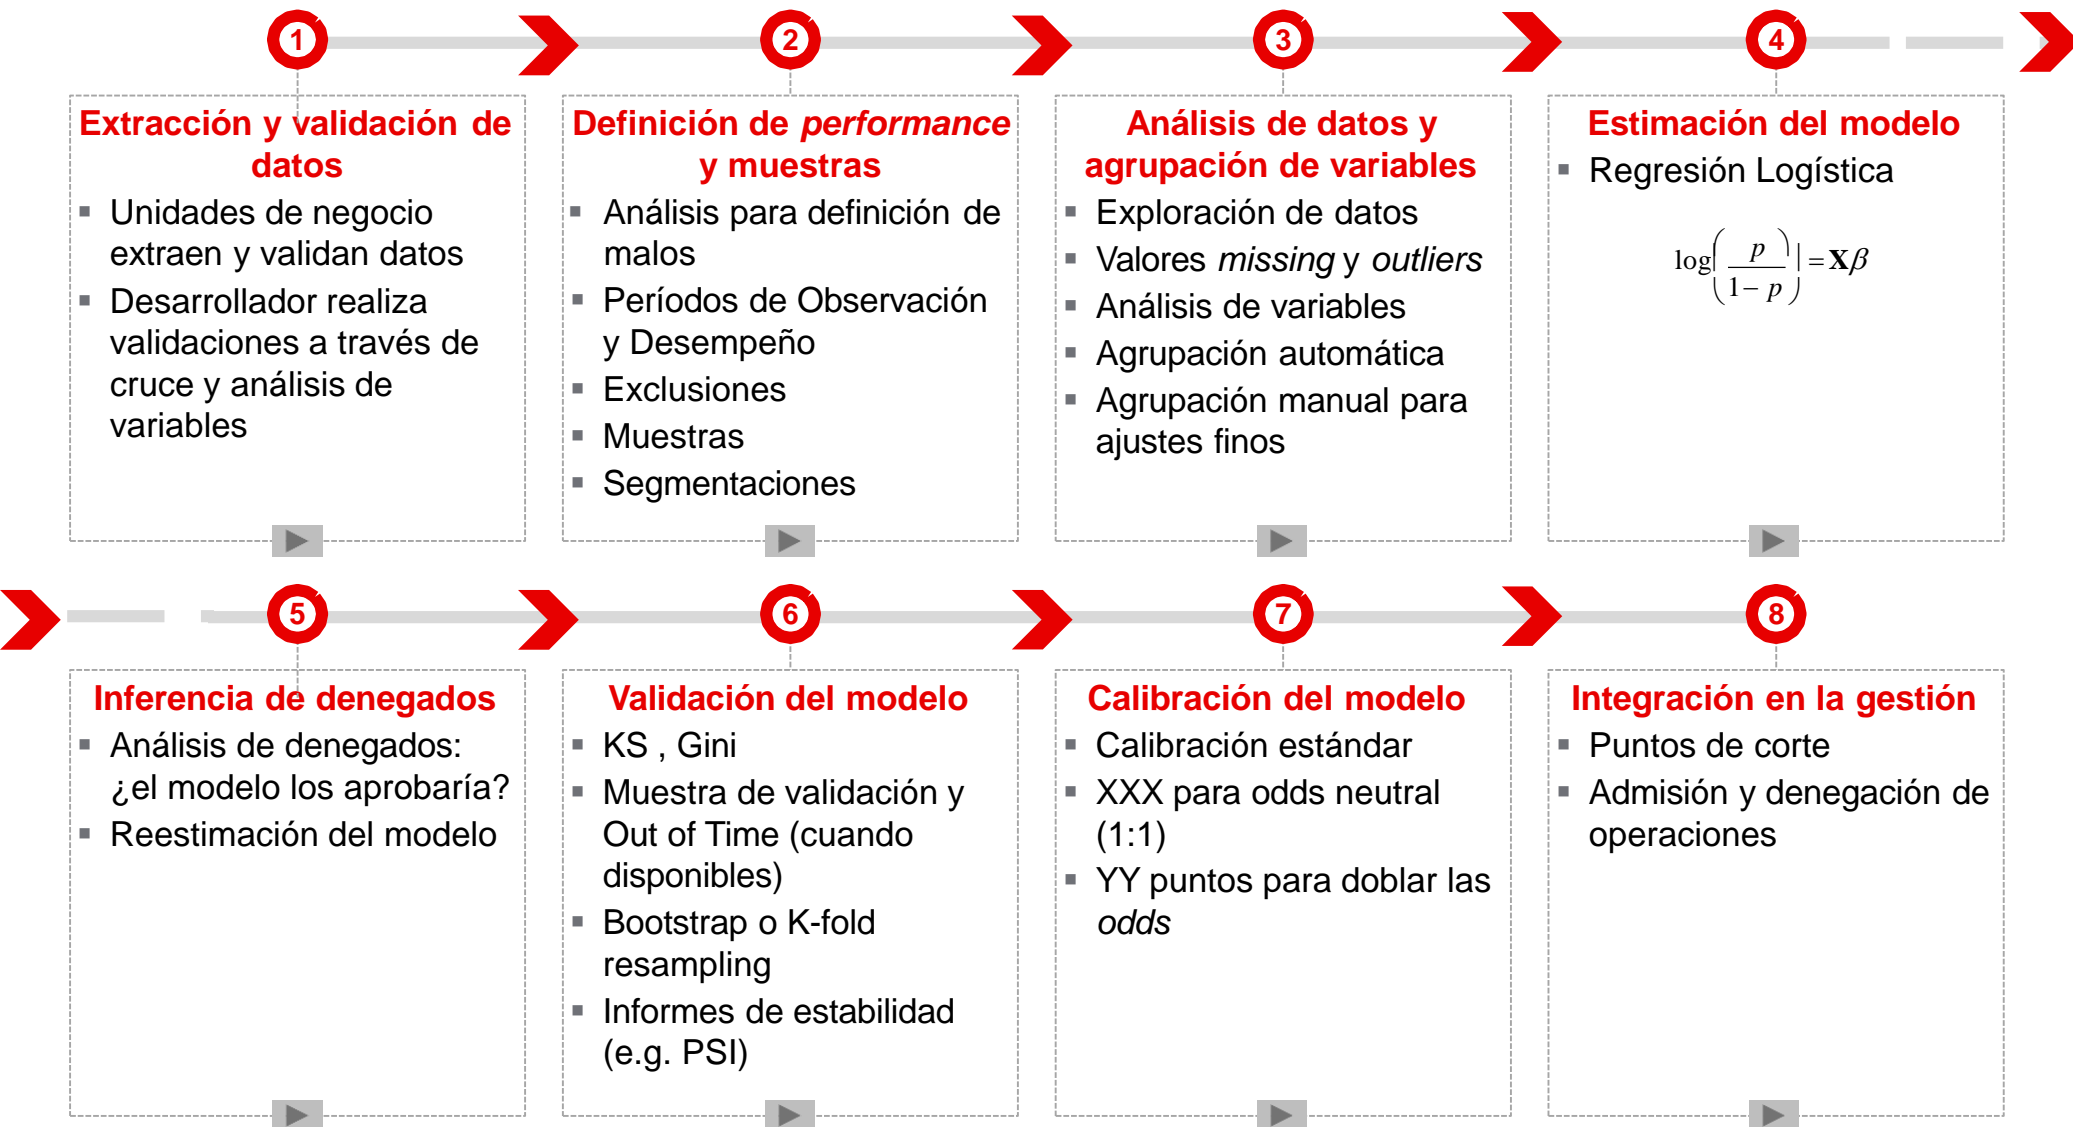 1
Extracción y validación de
datos
▪ Unidades de negocio
extraen y validan datos
▪ Desarrollador realiza
validaciones a través de
cruce y análisis de
variables
2
Definición de performance
y muestras
▪ Análisis para definición de
malos
▪ Períodos de Observación
y Desempeño
▪ Exclusiones
▪ Muestras
▪ Segmentaciones
3
Análisis de datos y
agrupación de variables
▪ Exploración de datos
▪ Valores missing y outliers
▪ Análisis de variables
▪ Agrupación automática
▪ Agrupación manual para
ajustes finos
4
Estimación del modelo
▪ Regresión Logística
log(p / (1 − p)) = Xβ
5
Inferencia de denegados
▪ Análisis de denegados:
¿el modelo los aprobaría?
▪ Reestimación del modelo
6
Validación del modelo
▪ KS , Gini
▪ Muestra de validación y
Out of Time (cuando
disponibles)
▪ Bootstrap o K-fold
resampling
▪ Informes de estabilidad
(e.g. PSI)
7
Calibración del modelo
▪ Calibración estándar
▪ XXX para odds neutral
(1:1)
▪ YY puntos para doblar las
odds
8
Integración en la gestión
▪ Puntos de corte
▪ Admisión y denegación de
operaciones